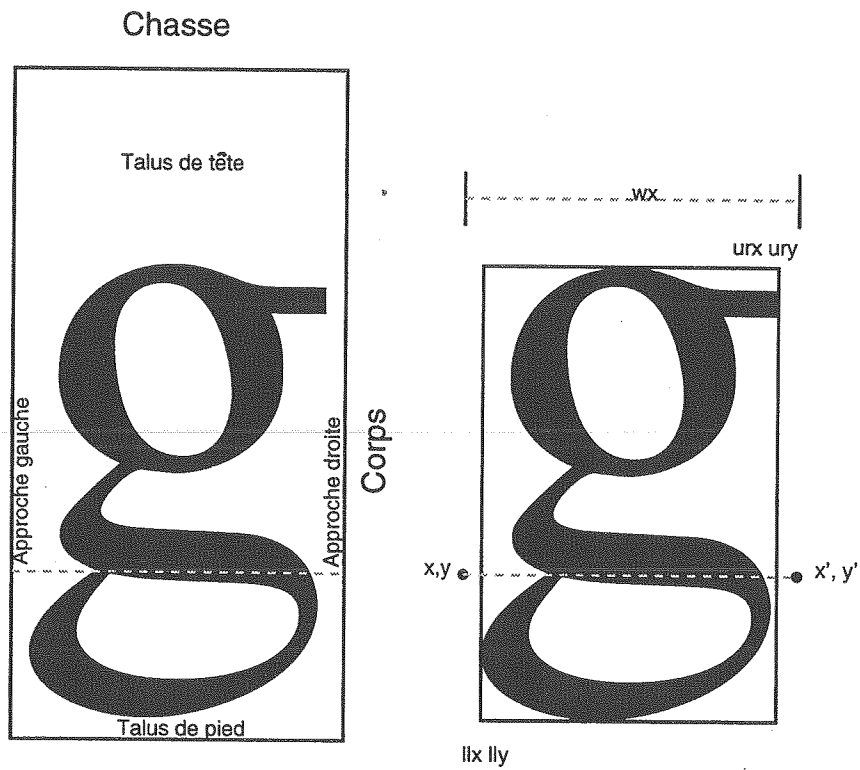 Chasse
Talus de tête
Approche gauche
Approche droite
Corps
Talus de pied
wx
urx ury
x,y
x', y'
llx lly